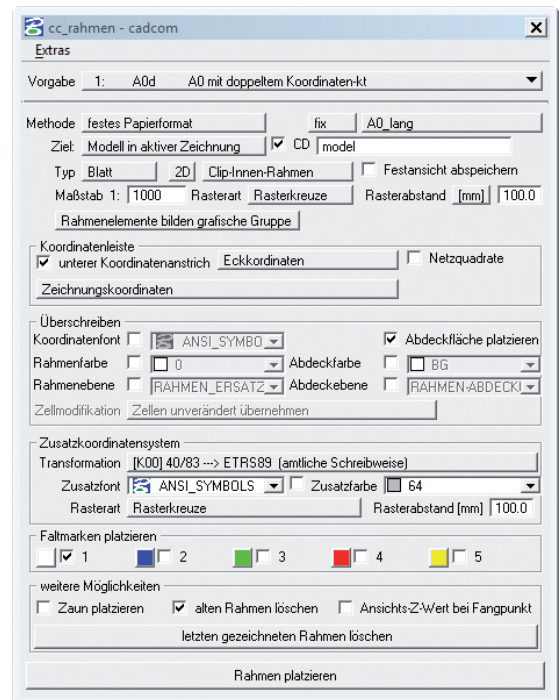 cc_rahmen - cadcom
Extras
Vorgabe 1: A0d A0 mit doppeltem Koordinaten-kt
Methode festes Papierformat fix A0_lang
Ziel: Modell in aktiver Zeichnung CD model
Typ Blatt 2D Clip-Innen-Rahmen Festansicht abspeichern
Maßstab 1: 1000 Rasterart Rasterkreuze Rasterabstand [mm] 100.0
Rahmenelemente bilden grafische Gruppe
Koordinatenleiste
unterer Koordinatenanstrich Eckkordinaten Netzquadrate
Zeichnungskoordinaten
Überschreiben
Koordinatenfont ANSI_SYMBO Abdeckfläche platzieren
Rahmenfarbe 0 Abdeckfarbe BG
Rahmenebene RAHMEN_ERSATZ Abdeckebene RAHMEN-ABDECKI
Zellmodifikation Zellen unverändert übernehmen
Zusatzkoordinatensystem
Transformation [K00] 40/83 ---> ETRS89 (amtliche Schreibweise)
Zusatzfont ANSI_SYMBOLS Zusatzfarbe 64
Rasterart Rasterkreuze Rasterabstand [mm] 100.0
Faltmarken platzieren
1 2 3 4 5
weitere Möglichkeiten
Zaun platzieren alten Rahmen löschen Ansichts-Z-Wert bei Fangpunkt
letzten gezeichneten Rahmen löschen
Rahmen platzieren